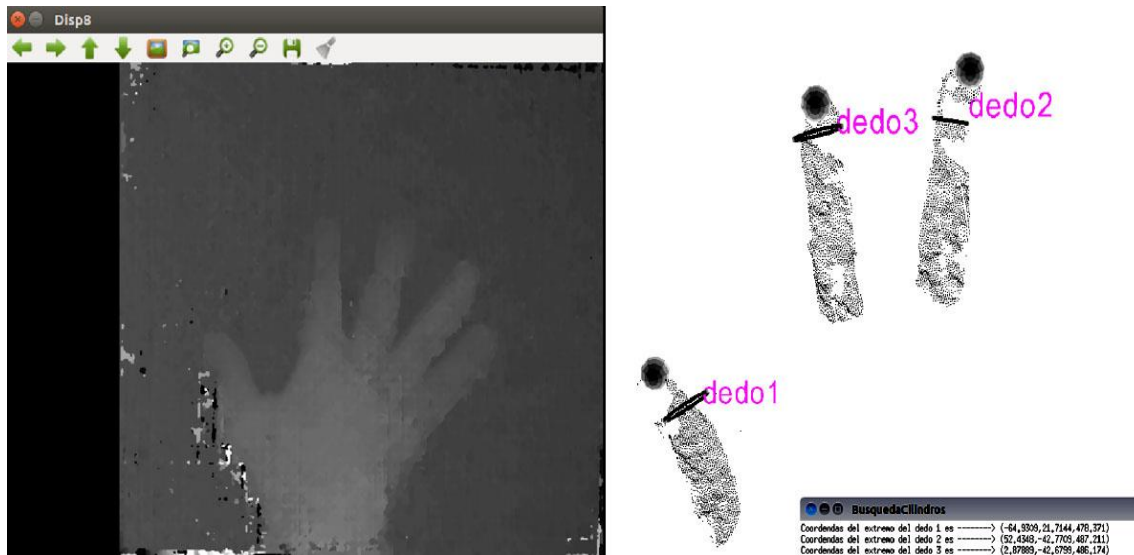 Disp8
dedo3
dedo2
dedo1
BusquedaCilindros
Coordendas del extremo del dedo 1 es --------> (-64,9309,21,7144,478,371)
Coordendas del extremo del dedo 2 es --------> (52,4348,-42,7709,487,211)
Coordendas del extremo del dedo 3 es --------> (2,87889,-42,6799,486,174)